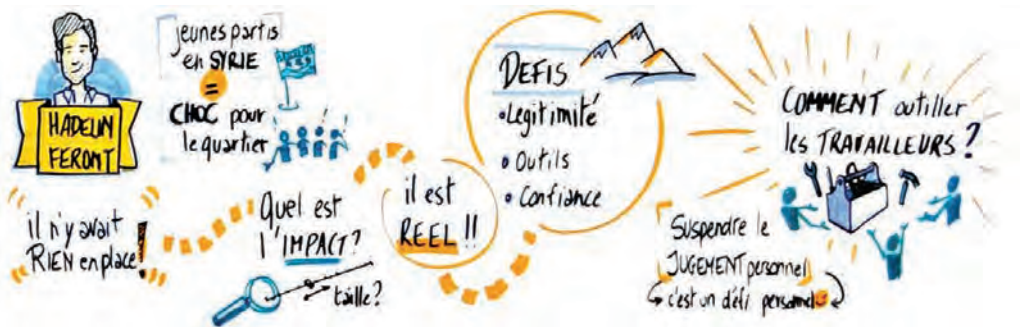 HADELIN
FERONT
jeunes partis
en SYRIE
=
CHOC pour
le quartier
il n'y avait
RIEN en place !
Quel est
l'IMPACT ?
taille ?
il est
REEL !!
DEFIS
• Legitimité
• Outils
• Confiance
COMMENT outiller
les TRAVAILLEURS ?
Suspendre le
JUGEMENT personnel
c'est un défi personnel